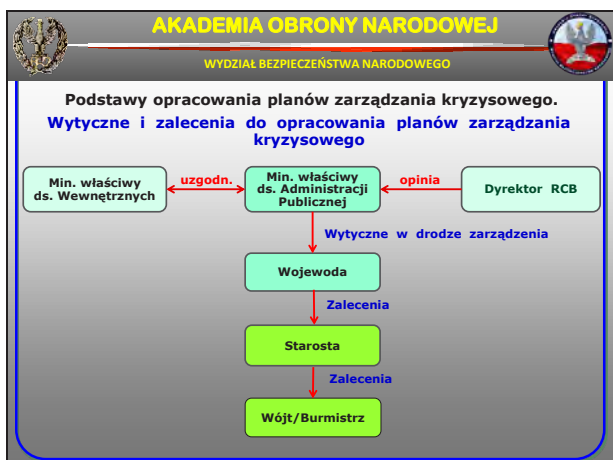 AKADEMIA OBRONY NARODOWEJ
WYDZIAŁ BEZPIECZEŃSTWA NARODOWEGO
Podstawy opracowania planów zarządzania kryzysowego.
Wytyczne i zalecenia do opracowania planów zarządzania
kryzysowego
Min. właściwy
ds. Wewnętrznych
uzgodn.
Min. właściwy
ds. Administracji
Publicznej
opinia
Dyrektor RCB
Wytyczne w drodze zarządzenia
Wojewoda
Zalecenia
Starosta
Zalecenia
Wójt/Burmistrz